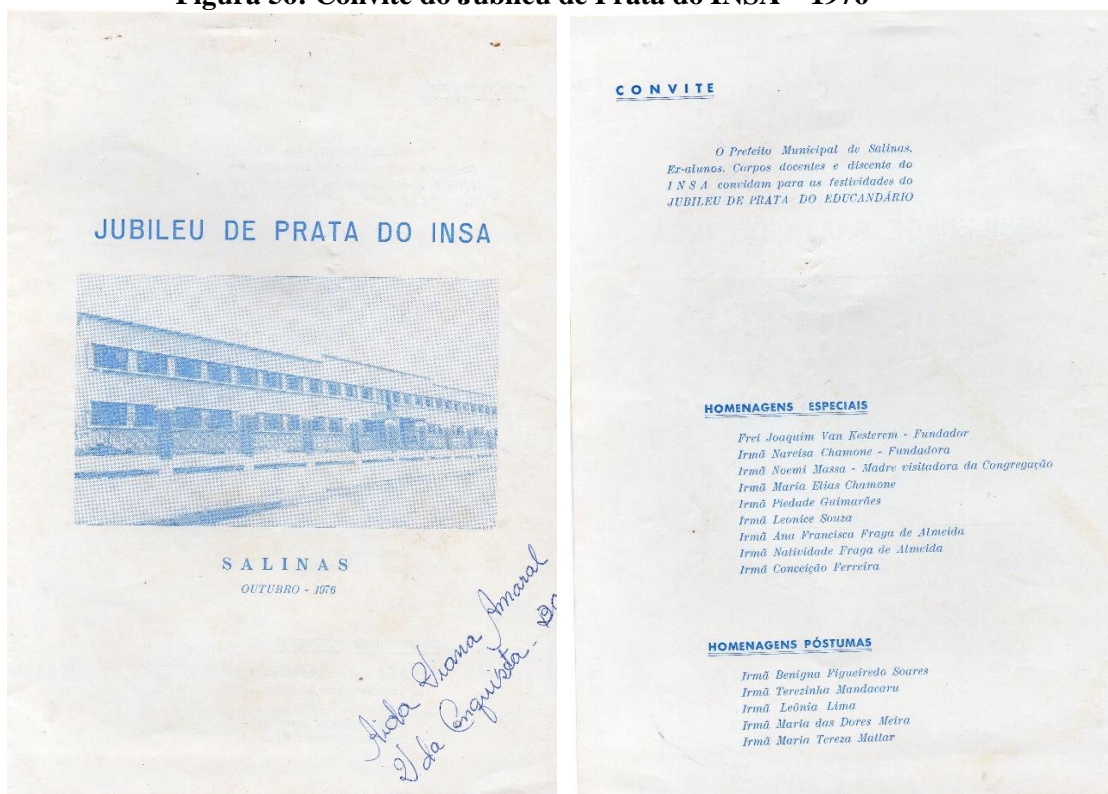 Figura 56: Convite do Jubileu de Prata do INSA – 1976
JUBILEU DE PRATA DO INSA
SALINAS
OUTUBRO - 1976
Aida Viana Amaral
V da Conquista -
CONVITE
O Prefeito Municipal de Salinas,
Ex-alunos, Corpos docentes e discente do
INSA convidam para as festividades do
JUBILEU DE PRATA DO EDUCANDÁRIO
HOMENAGENS ESPECIAIS
Frei Joaquim Van Kesterem - Fundador
Irmã Narcisa Chamone - Fundadora
Irmã Noemi Massa - Madre visitadora da Congregação
Irmã Maria Elias Chamone
Irmã Piedade Guimarães
Irmã Leonice Souza
Irmã Ana Francisca Fraga de Almeida
Irmã Natividade Fraga de Almeida
Irmã Conceição Ferreira
HOMENAGENS PÓSTUMAS
Irmã Benigna Figueiredo Soares
Irmã Terezinha Mandacaru
Irmã Leônia Lima
Irmã Maria das Dores Meira
Irmã Maria Tereza Mattar